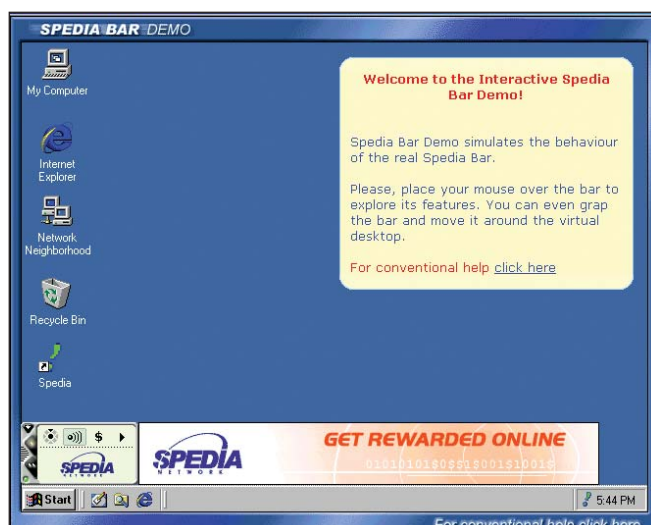 SPEDIA BAR DEMO
My Computer
Internet
Explorer
Network
Neighborhood
Recycle Bin
Spedia
Welcome to the Interactive Spedia
Bar Demo!
Spedia Bar Demo simulates the behaviour
of the real Spedia Bar.
Please, place your mouse over the bar to
explore its features. You can even grap
the bar and move it around the virtual
desktop.
For conventional help click here
$
SPEDIA
NETWORK
SPEDIA
NETWORK
GET REWARDED ONLINE
Start
5:44 PM
For conventional help click here